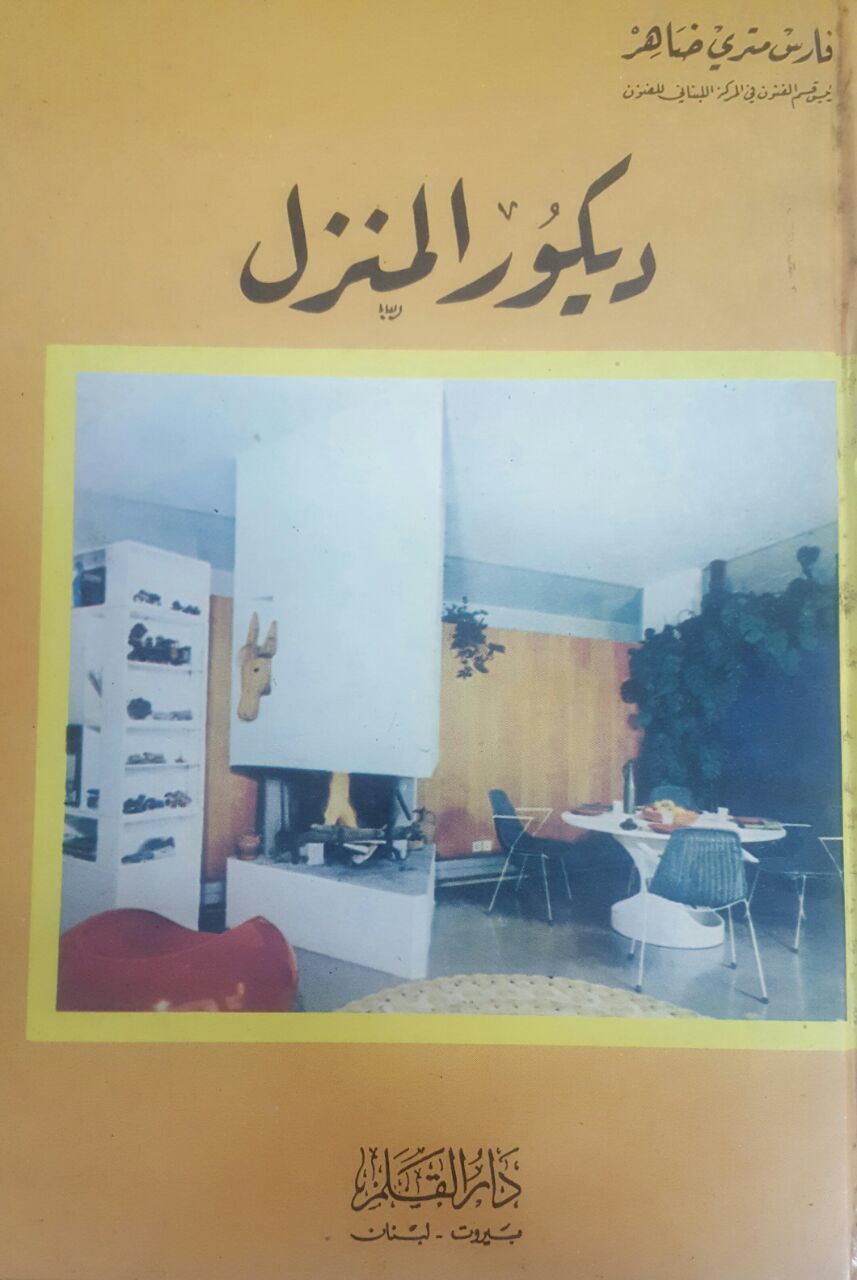 فارس متري ضاهر
رئيس قسم الفنون في المركز اللبناني للفنون
ديكور المنزل
دار القلم
بيروت - لبنان